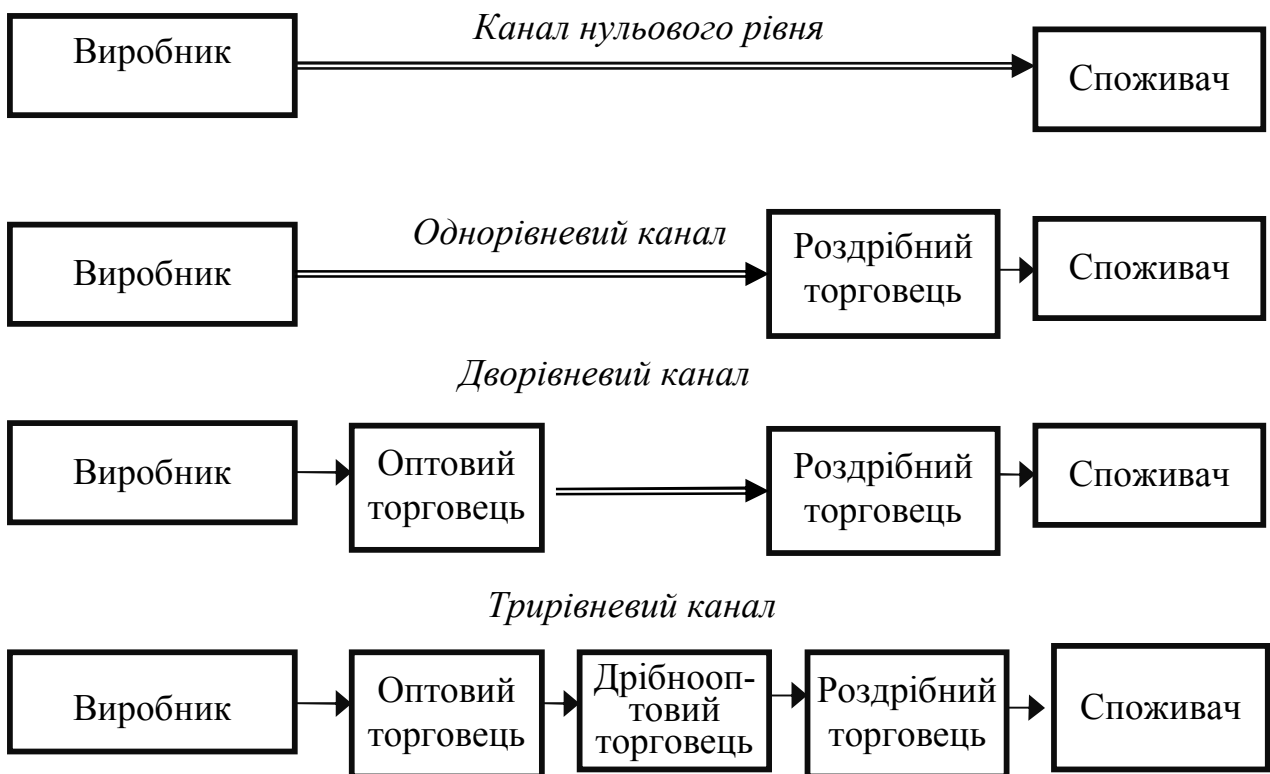 Канал нульового рівня
Виробник
Споживач
Однорівневий канал
Виробник
Роздрібний
торговець
Споживач
Дворівневий канал
Виробник
Оптовий
торговець
Роздрібний
торговець
Споживач
Трирівневий канал
Виробник
Оптовий
торговець
Дрібнооп-
товий
торговець
Роздрібний
торговець
Споживач